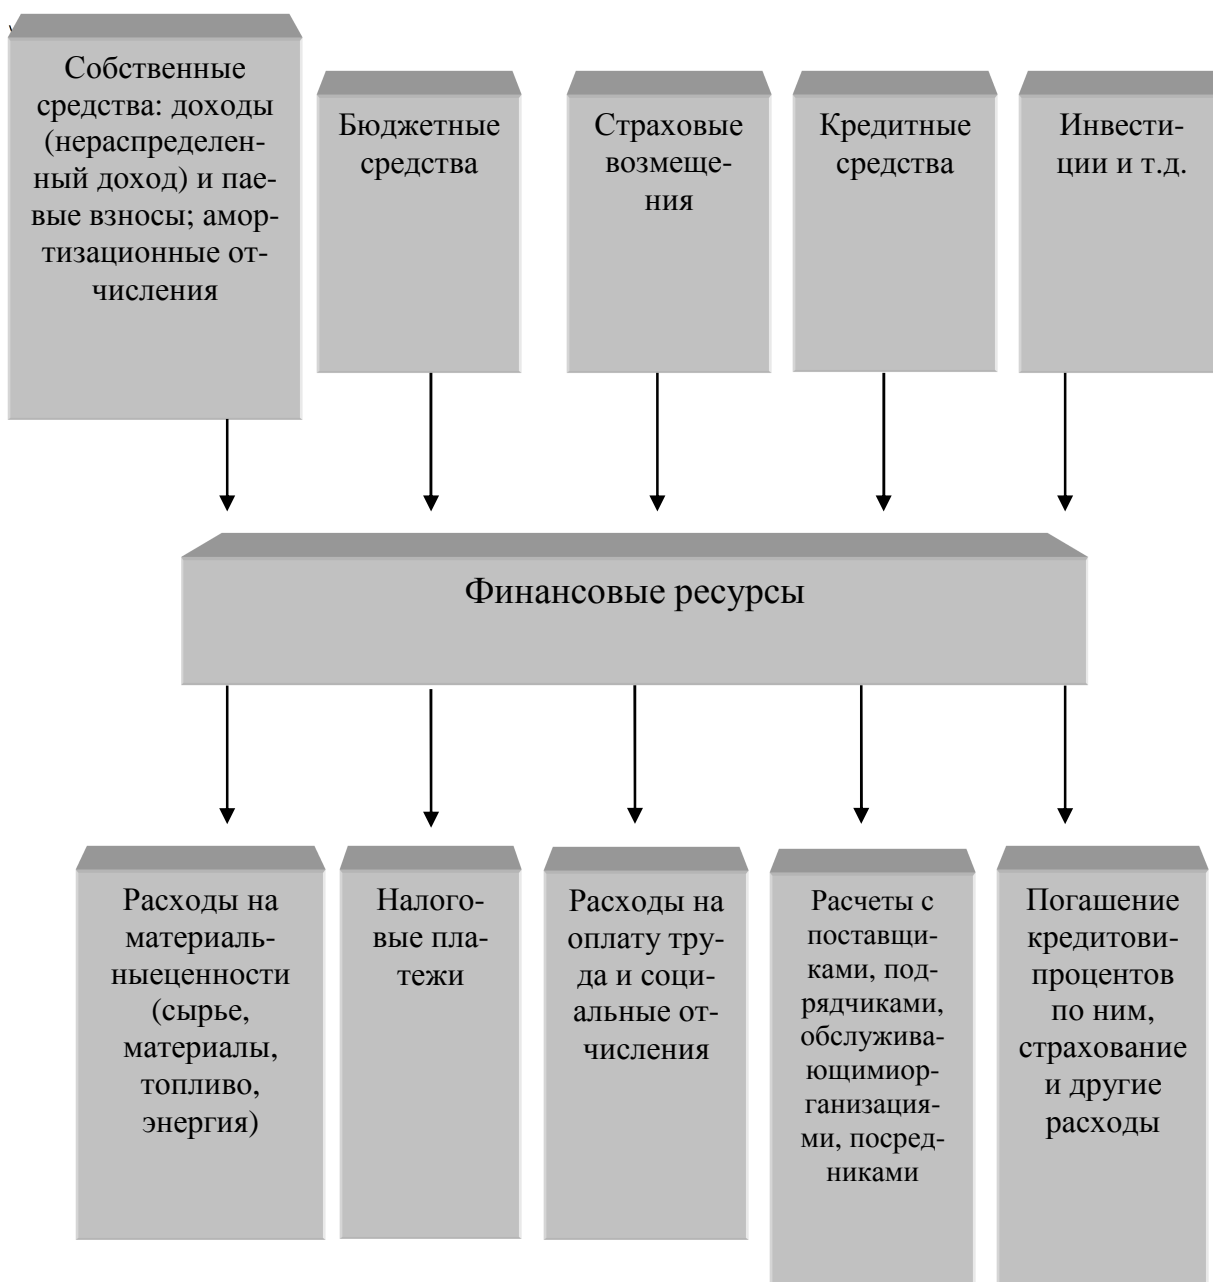 Собственные
средства: доходы
(нераспределен-
ный доход) и пае-
вые взносы; амор-
тизационные от-
числения
Бюджетные
средства
Страховые
возмеще-
ния
Кредитные
средства
Инвести-
ции и т.д.
Финансовые ресурсы
Расходы на
материаль-
ныеценности
(сырье,
материалы,
топливо,
энергия)
Налого-
вые пла-
тежи
Расходы на
оплату тру-
да и соци-
альные от-
числения
Расчеты с
поставщи-
ками, под-
рядчиками,
обслужива-
ющимиор-
ганизация-
ми, посред-
никами
Погашение
кредитови-
процентов
по ним,
страхование
и другие
расходы